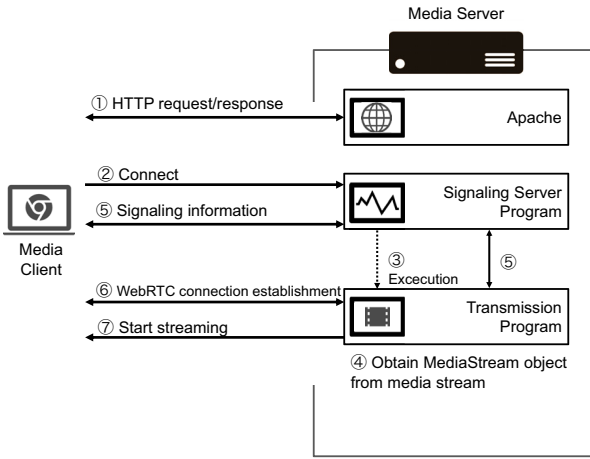 Media Server
① HTTP request/response
Apache
② Connect
Signaling Server
Program
⑤ Signaling information
Media
Client
③
Excecution
⑤
⑥ WebRTC connection establishment
Transmission
Program
⑦ Start streaming
④ Obtain MediaStream object
from media stream